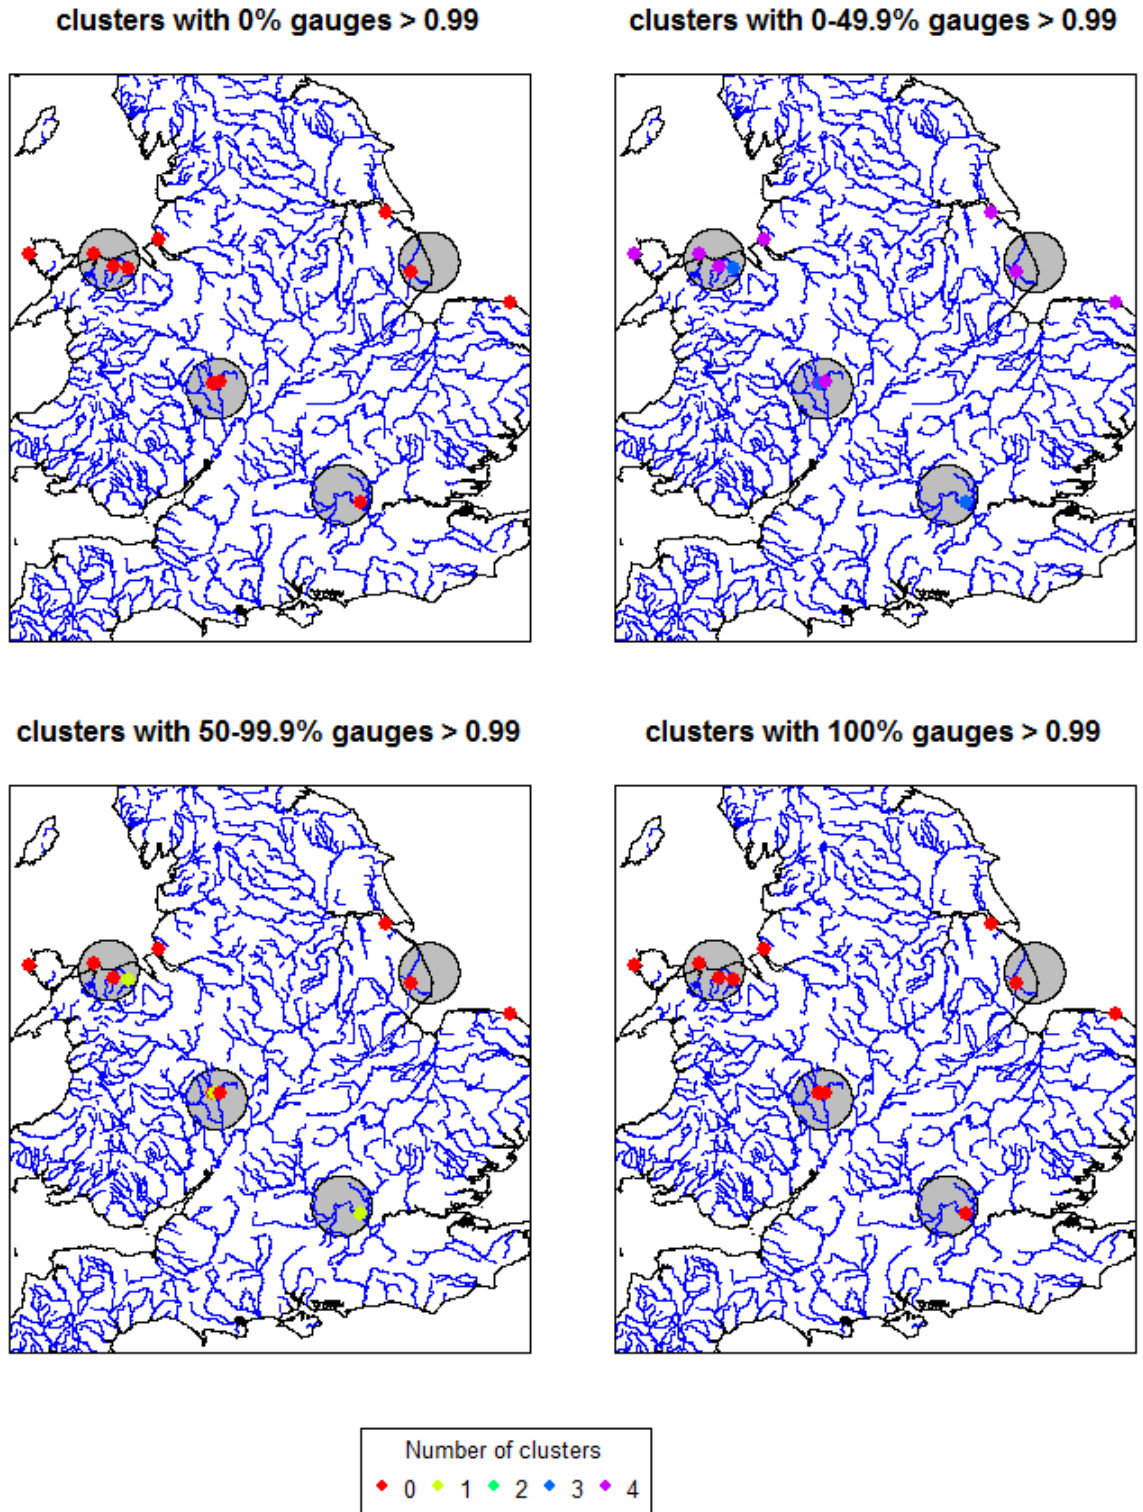 clusters with 0% gauges > 0.99
clusters with 0-49.9% gauges > 0.99
clusters with 50-99.9% gauges > 0.99
clusters with 100% gauges > 0.99
Number of clusters
0 1 2 3 4